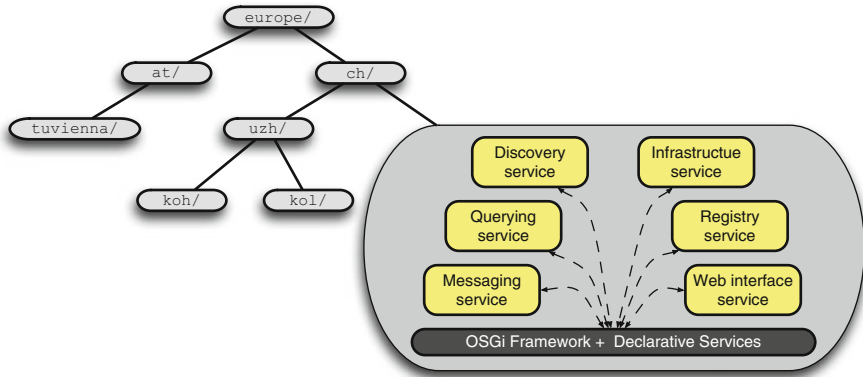 europe/
at/
ch/
tuvienna/
uzh/
koh/
kol/
Discovery
service
Infrastructue
service
Querying
service
Registry
service
Messaging
service
Web interface
service
OSGi Framework + Declarative Services